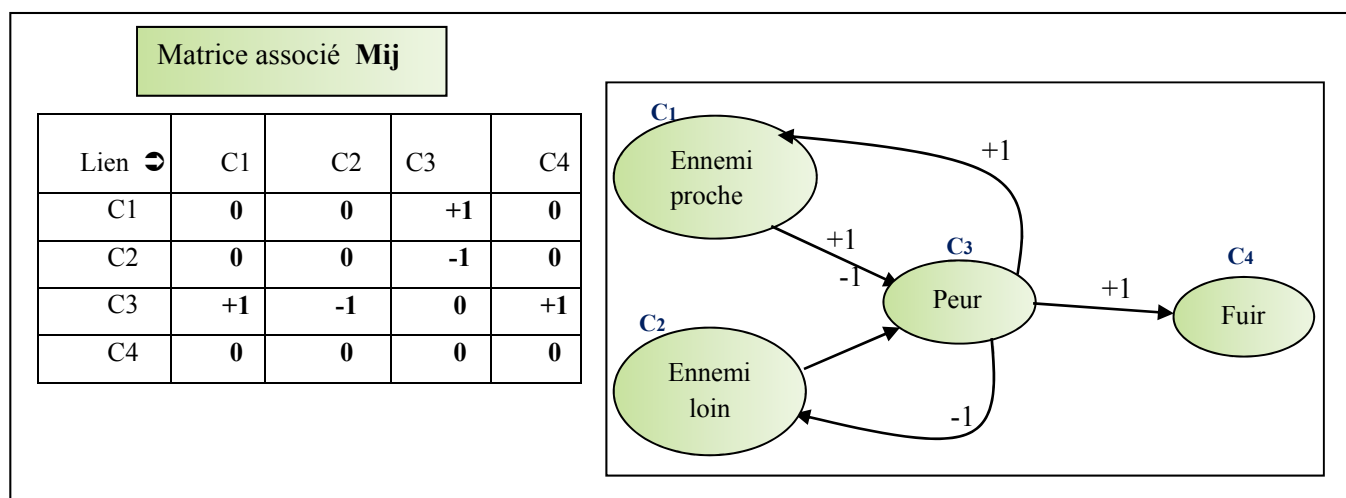 Matrice associé Mij
Lien ➲ C1 C2 C3 C4
C1 0 0 +1 0
C2 0 0 -1 0
C3 +1 -1 0 +1
C4 0 0 0 0
C1
Ennemi
proche
+1
+1
-1
C3
Peur
C4
+1
Fuir
C2
Ennemi
loin
-1